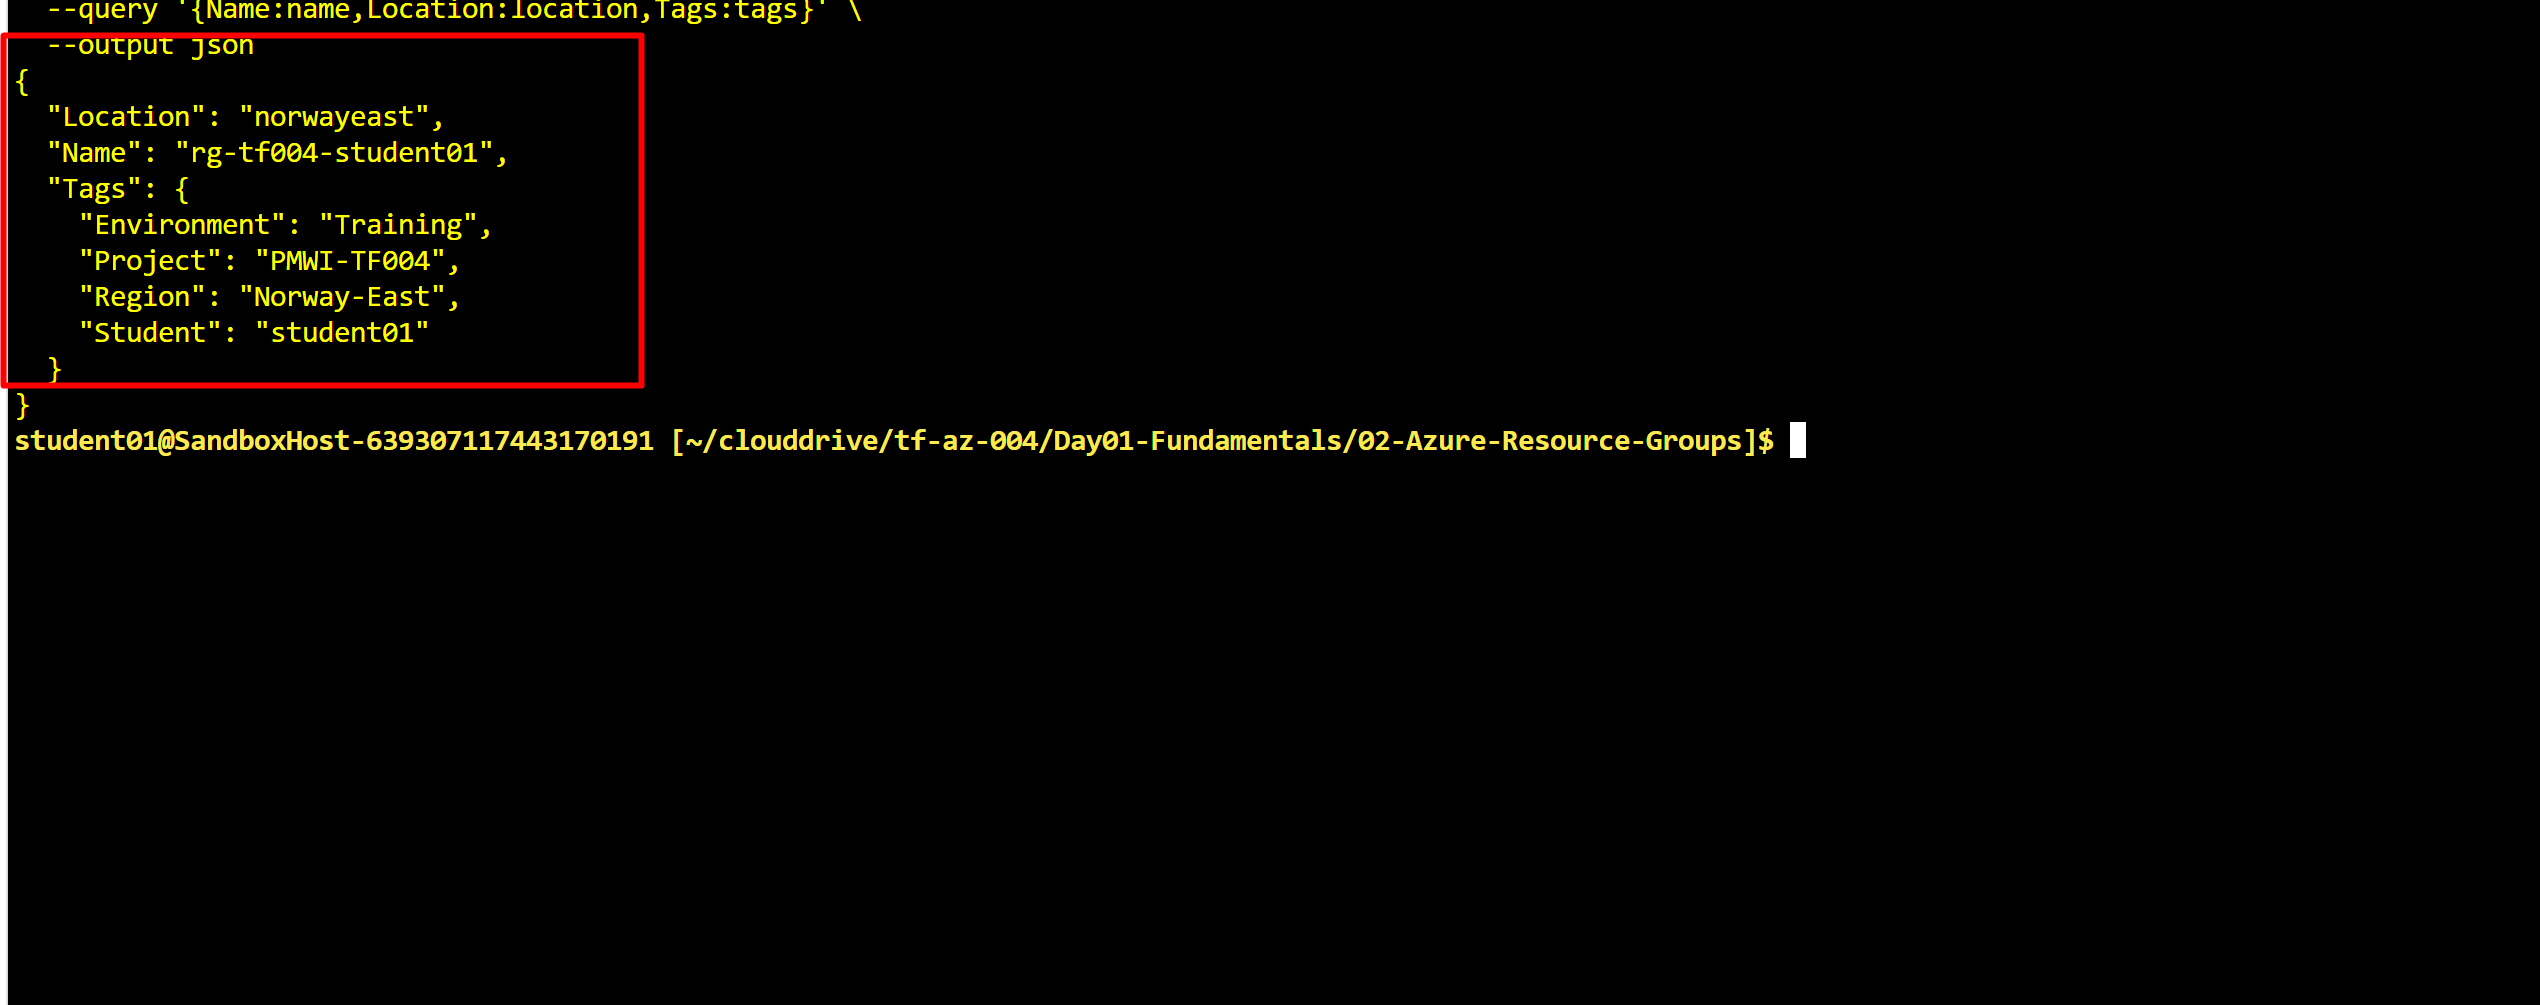 --query '{Name:name,Location:location,Tags:tags}' \
--output json
{
  "Location": "norwayeast",
  "Name": "rg-tf004-student01",
  "Tags": {
    "Environment": "Training",
    "Project": "PMWI-TF004",
    "Region": "Norway-East",
    "Student": "student01"
  }
}
student01@SandboxHost-639307117443170191 [~/clouddrive/tf-az-004/Day01-Fundamentals/02-Azure-Resource-Groups]$